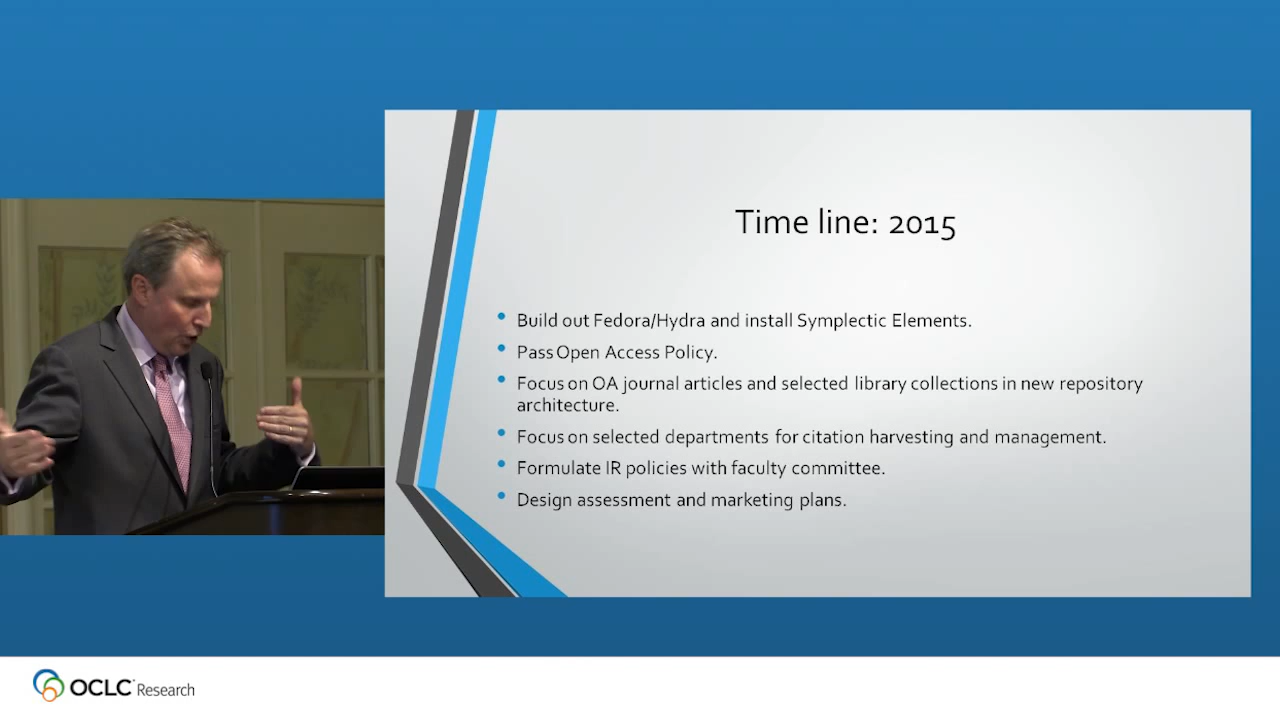 Time line: 2015
Build out Fedora/Hydra and install Symplectic Elements.
Pass Open Access Policy.
Focus on OA journal articles and selected library collections in new repository
architecture.
Focus on selected departments for citation harvesting and management.
Formulate IR policies with faculty committee.
Design assessment and marketing plans.
OCLC Research